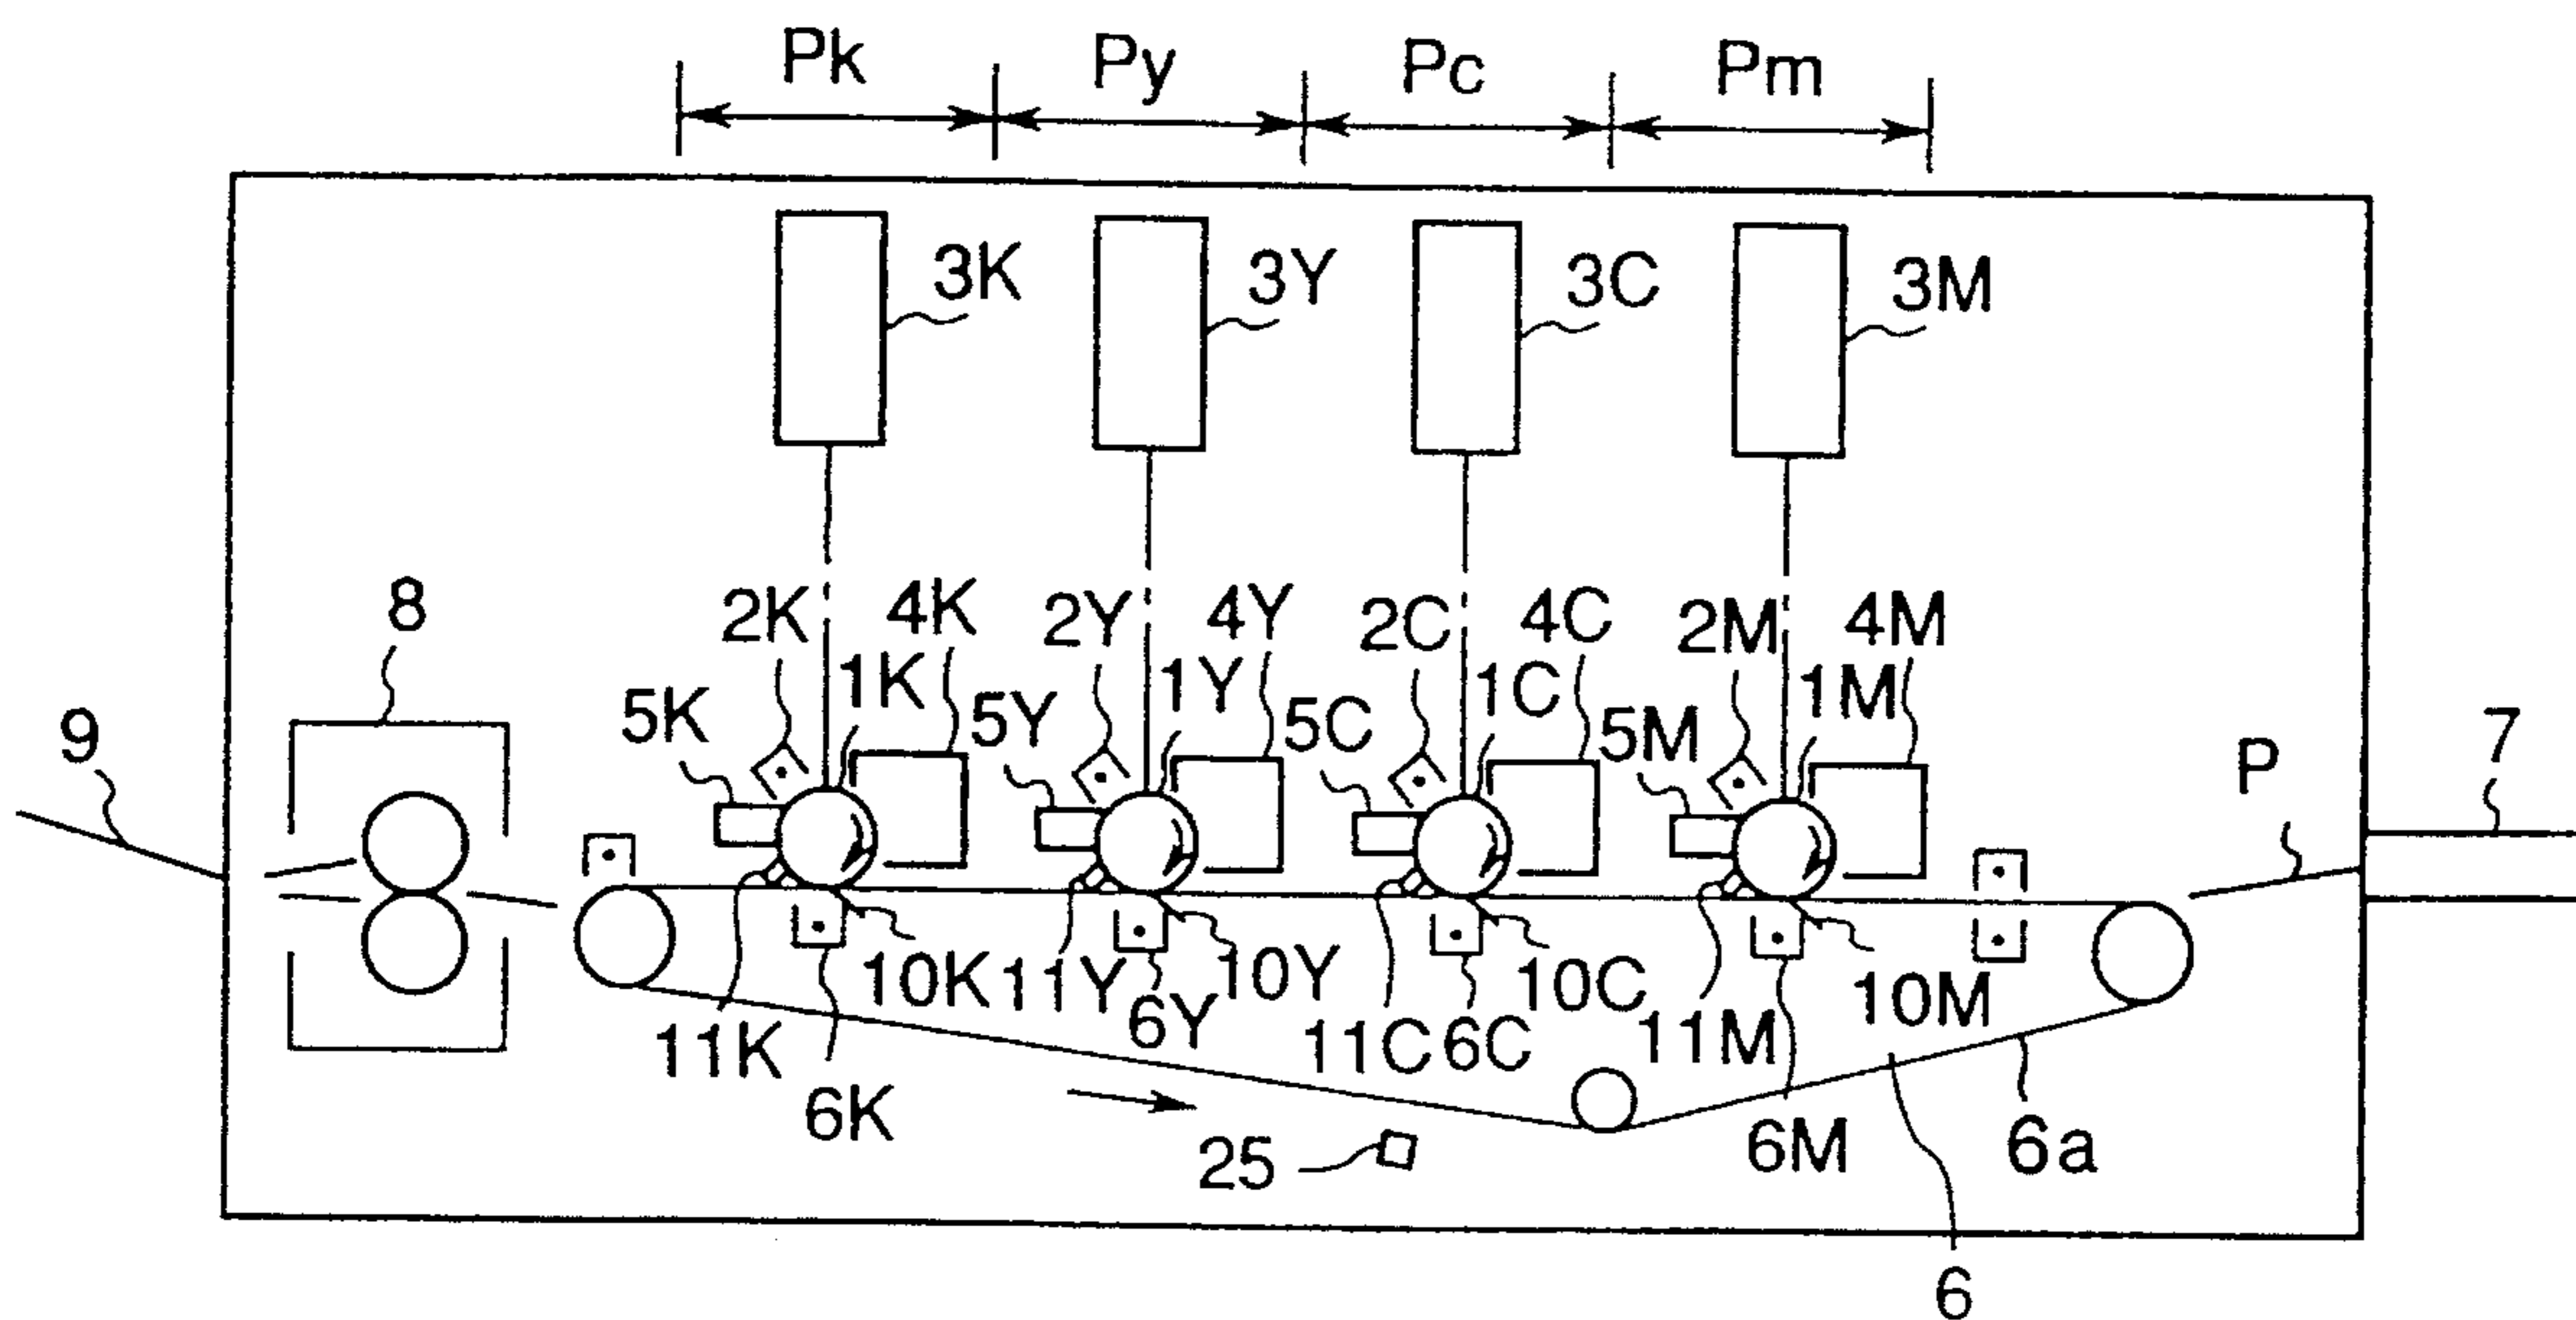 Pk Py Pc Pm
3K 3Y 3C 3M
8 2K 4K 2Y 4Y 2C 4C 2M 4M
1K 1Y 1C 1M
9 5K 5Y 5C 5M P 7
10K 11Y 10Y 10C 10M
11K 6Y 11C 6C 11M
6K 25 6M 6a
6